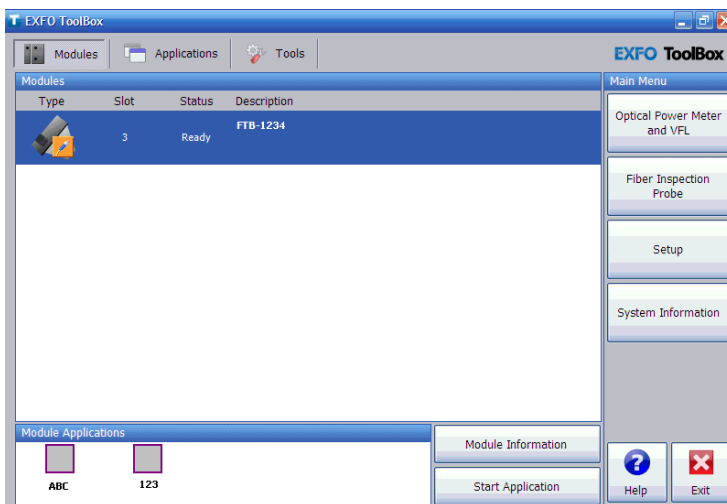 T EXFO ToolBox
Modules
Applications
Tools
EXFO ToolBox
Modules
Type Slot Status Description
3 Ready FTB-1234
Main Menu
Optical Power Meter
and VFL
Fiber Inspection
Probe
Setup
System Information
Module Applications
ABC 123
Module Information
Start Application
Help
Exit